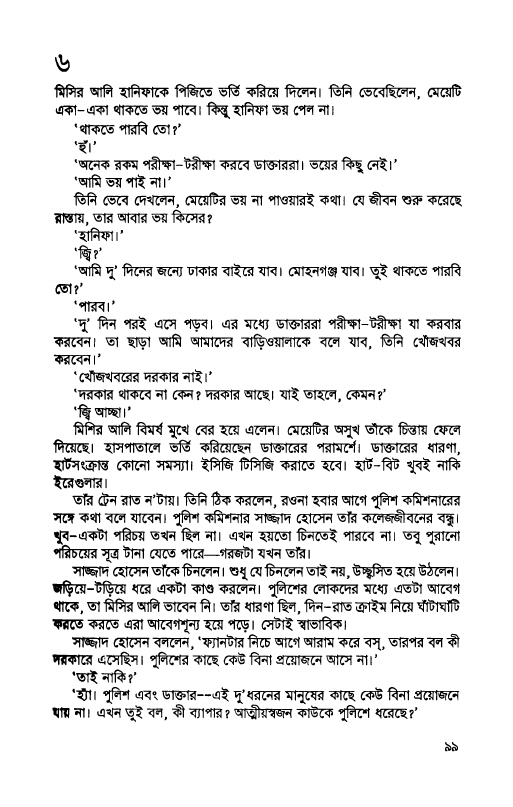 ৬
মিসির আলি হানিফাকে পিজিতে ভর্তি করিয়ে দিলেন। তিনি ভেবেছিলেন, মেয়েটি
একা-একা থাকতে ভয় পাবে। কিন্তু হানিফা ভয় পেল না।
‘থাকতে পারবি তো?’
‘হুঁ।’
‘অনেক রকম পরীক্ষা-টরীক্ষা করবে ডাক্তাররা। ভয়ের কিছু নেই।’
‘আমি ভয় পাই না।’
তিনি ভেবে দেখলেন, মেয়েটির ভয় না পাওয়ারই কথা। যে জীবন শুরু করেছে
রাস্তায়, তার আবার ভয় কিসের?
‘হানিফা।’
‘জ্বি?’
‘আমি দু’ দিনের জন্যে ঢাকার বাইরে যাব। মোহনগঞ্জ যাব। তুই থাকতে পারবি
তো?’
‘পারব।’
‘দু’ দিন পরই এসে পড়ব। এর মধ্যে ডাক্তাররা পরীক্ষা-টরীক্ষা যা করবার
করবেন। তা ছাড়া আমি আমাদের বাড়িওয়ালাকে বলে যাব, তিনি খোঁজখবর
করবেন।’
‘খোঁজখবরের দরকার নাই।’
‘দরকার থাকবে না কেন? দরকার আছে। যাই তাহলে, কেমন?’
‘জ্বি আচ্ছা।’
মিশির আলি বিমর্ষ মুখে বের হয়ে এলেন। মেয়েটির অসুখ তাঁকে চিন্তায় ফেলে
দিয়েছে। হাসপাতালে ভর্তি করিয়েছেন ডাক্তারের পরামর্শে। ডাক্তারের ধারণা,
হার্টসংক্রান্ত কোনো সমস্যা। ইসিজি টিসিজি করাতে হবে। হার্ট-বিট খুবই নাকি
ইরেগুলার।
তাঁর ট্রেন রাত ন’টায়। তিনি ঠিক করলেন, রওনা হবার আগে পুলিশ কমিশনারের
সঙ্গে কথা বলে যাবেন। পুলিশ কমিশনার সাজ্জাদ হোসেন তাঁর কলেজজীবনের বন্ধু।
খুব-একটা পরিচয় তখন ছিল না। এখন হয়তো চিনতেই পারবে না। তবু পুরানো
পরিচয়ের সূত্র টানা যেতে পারে—গরজটা যখন তাঁর।
সাজ্জাদ হোসেন তাঁকে চিনলেন। শুধু যে চিনলেন তাই নয়, উচ্ছ্বসিত হয়ে উঠলেন।
জড়িয়ে-টড়িয়ে ধরে একটা কাণ্ড করলেন। পুলিশের লোকদের মধ্যে এতটা আবেগ
থাকে, তা মিসির আলি ভাবেন নি। তাঁর ধারণা ছিল, দিন-রাত ক্রাইম নিয়ে ঘাঁটাঘাঁটি
করতে করতে এরা আবেগশূন্য হয়ে পড়ে। সেটাই স্বাভাবিক।
সাজ্জাদ হোসেন বললেন, ‘ফ্যানটার নিচে আগে আরাম করে বস্, তারপর বল কী
দরকারে এসেছিস। পুলিশের কাছে কেউ বিনা প্রয়োজনে আসে না।’
‘তাই নাকি?’
‘হ্যাঁ। পুলিশ এবং ডাক্তার--এই দু’ধরনের মানুষের কাছে কেউ বিনা প্রয়োজনে
যায় না। এখন তুই বল, কী ব্যাপার? আত্মীয়স্বজন কাউকে পুলিশে ধরেছে?’
৯৯